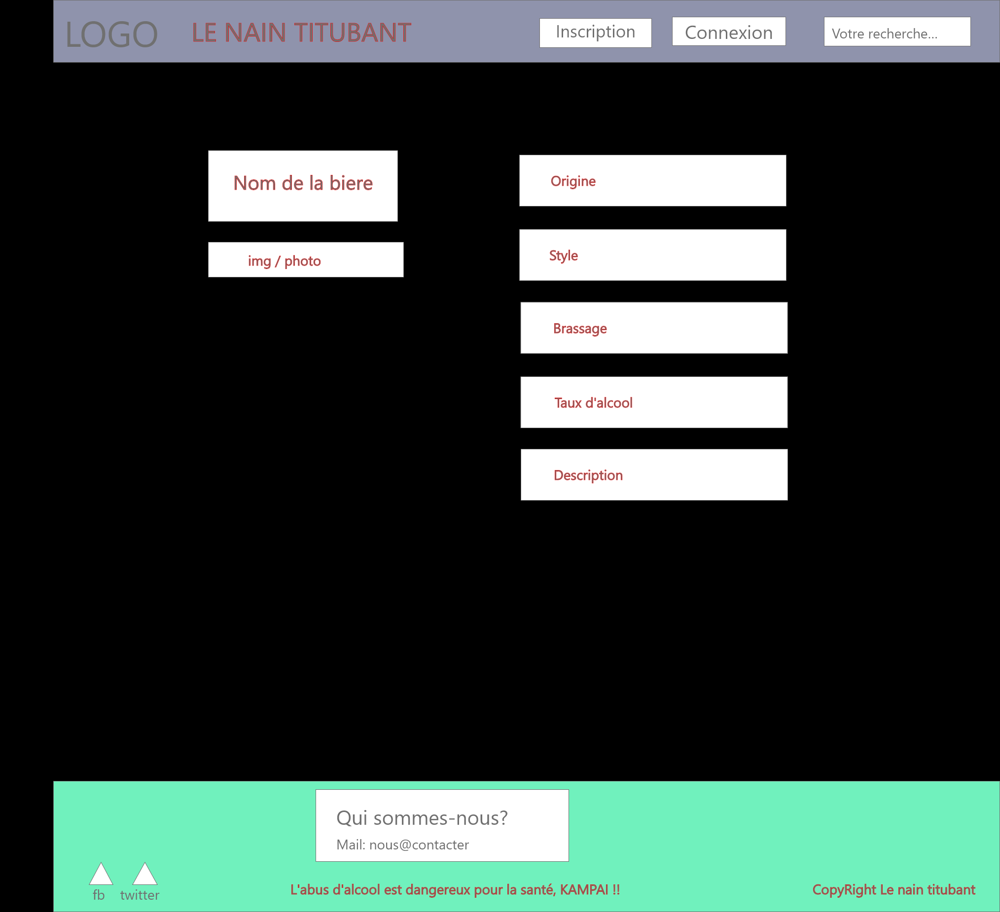 LOGO
LE NAIN TITUBANT
Inscription
Connexion
Votre recherche...
Nom de la biere
img / photo
Origine
Style
Brassage
Taux d'alcool
Description
Qui sommes-nous?
Mail: nous@contacter
fb
twitter
L'abus d'alcool est dangereux pour la santé, KAMPAI !!
CopyRight Le nain titubant